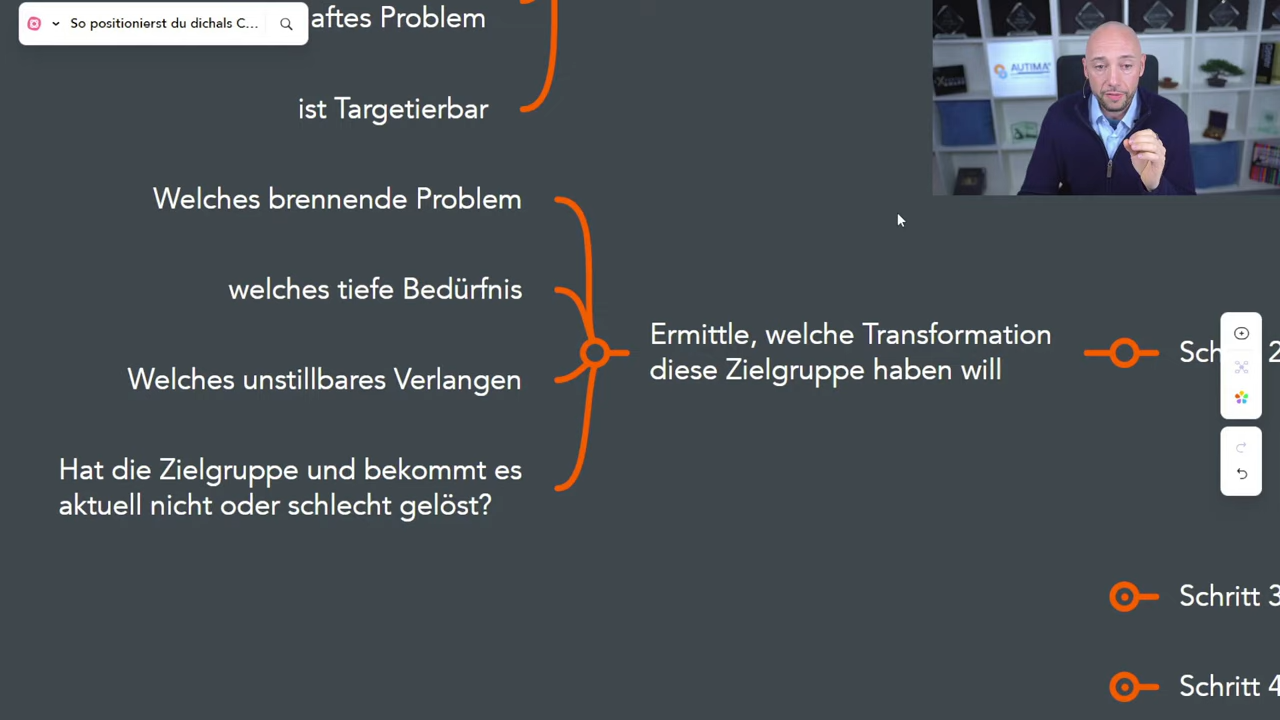 So positionierst du dichals C...
aftes Problem
AUTIMA
ist Targetierbar
Welches brennende Problem
welches tiefe Bedürfnis
Ermittle, welche Transformation
diese Zielgruppe haben will
Sch 2
Welches unstillbares Verlangen
Hat die Zielgruppe und bekommt es
aktuell nicht oder schlecht gelöst?
Schritt 3
Schritt 4